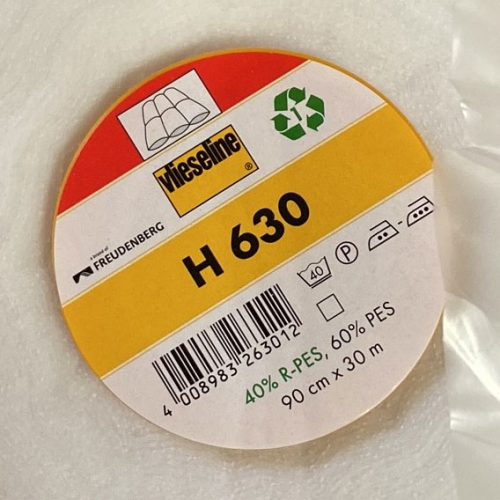 vlieseline ®
T
a brand of
FREUDENBERG
H 630
40
P
4 008983 263012
40% R-PES, 60% PES
90 cm x 30 m